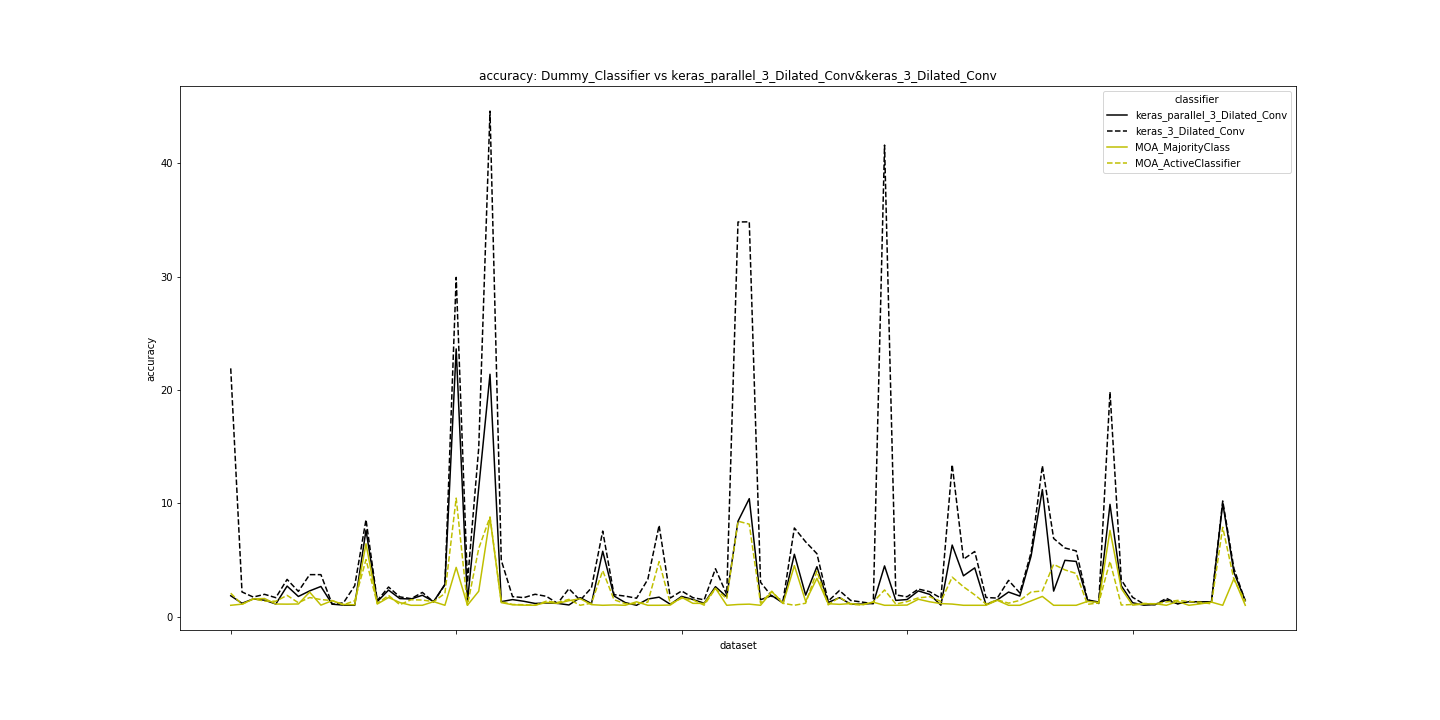 accuracy: Dummy_Classifier vs keras_parallel_3_Dilated_Conv&keras_3_Dilated_Conv
classifier
keras_parallel_3_Dilated_Conv
keras_3_Dilated_Conv
MOA_MajorityClass
MOA_ActiveClassifier
40
30
20
10
0
accuracy
dataset